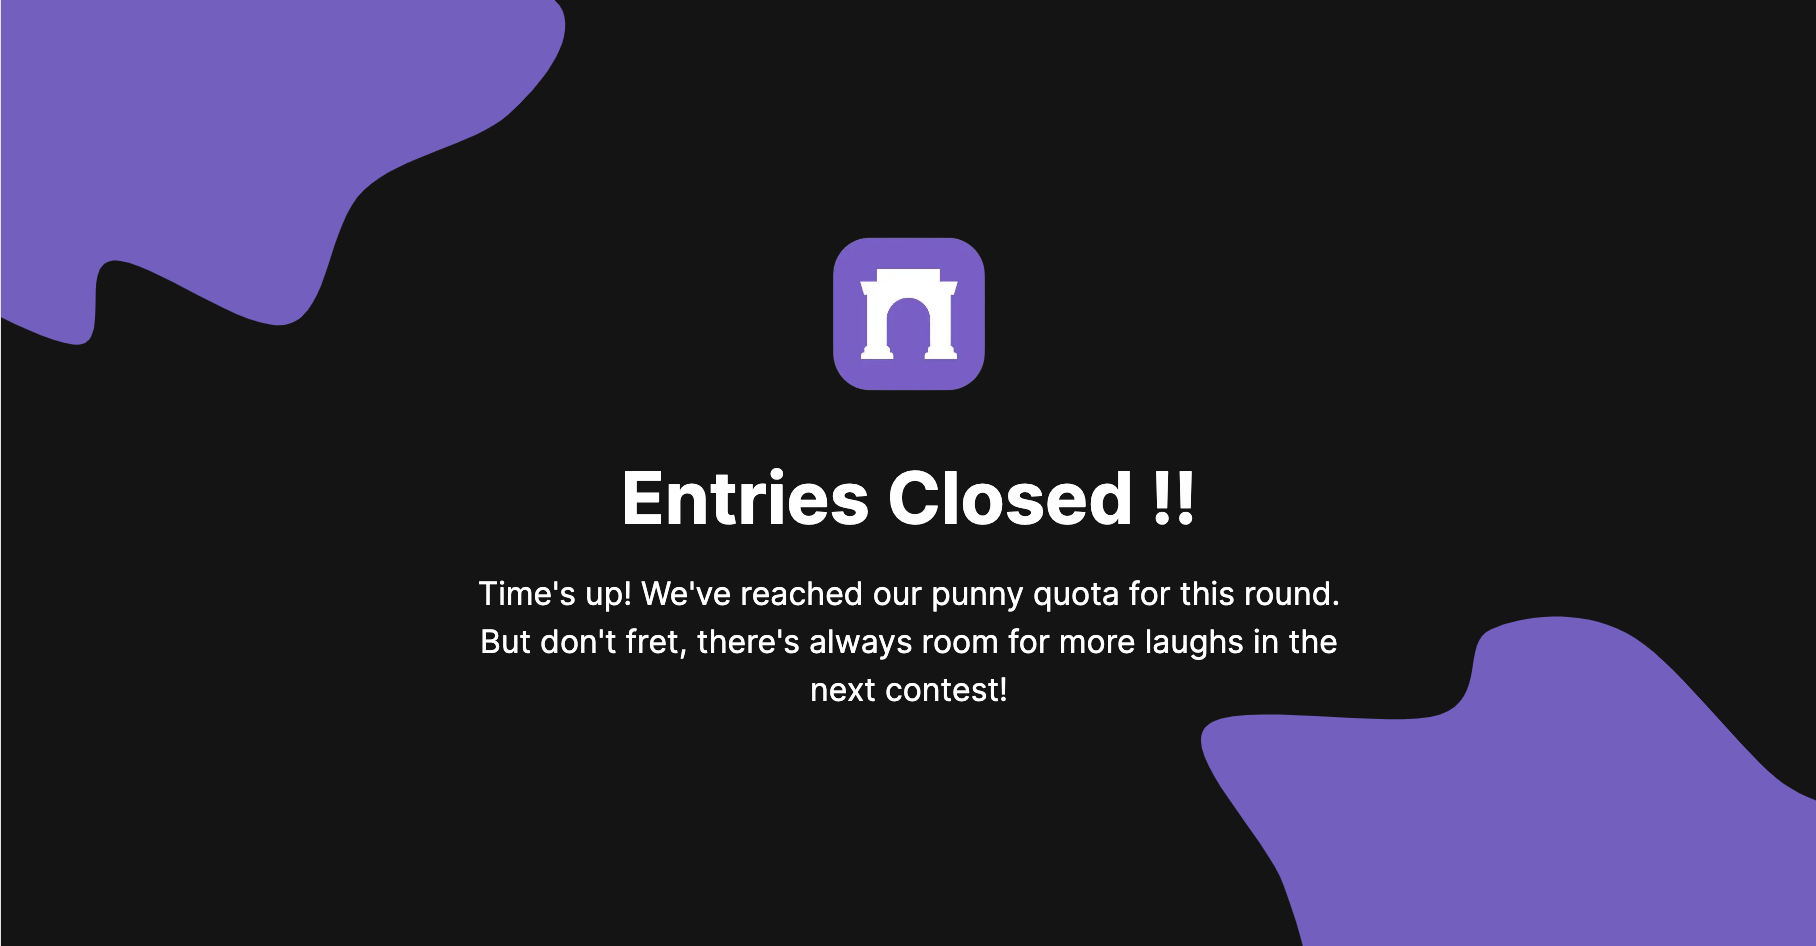 Entries Closed !!
Time's up! We've reached our punny quota for this round.
But don't fret, there's always room for more laughs in the
next contest!